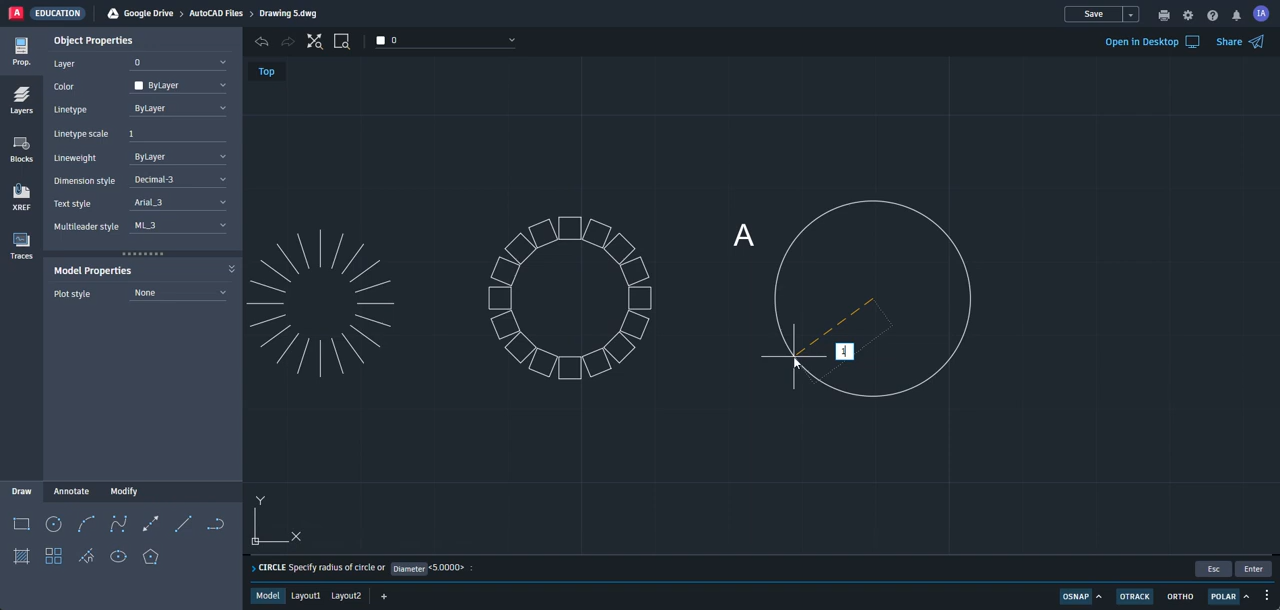 A EDUCATION Google Drive > AutoCAD Files > Drawing 5.dwg Save IA
Prop.
Layers
Blocks
XREF
Traces
Object Properties
Layer 0
Color ByLayer
Linetype ByLayer
Linetype scale 1
Lineweight ByLayer
Dimension style Decimal-3
Text style Arial_3
Multileader style ML_3
Model Properties
Plot style None
0
Open in Desktop Share
Top
A
1
Y
X
Draw Annotate Modify
> CIRCLE Specify radius of circle or Diameter <5.0000> : Esc Enter
Model Layout1 Layout2 + OSNAP OTRACK ORTHO POLAR